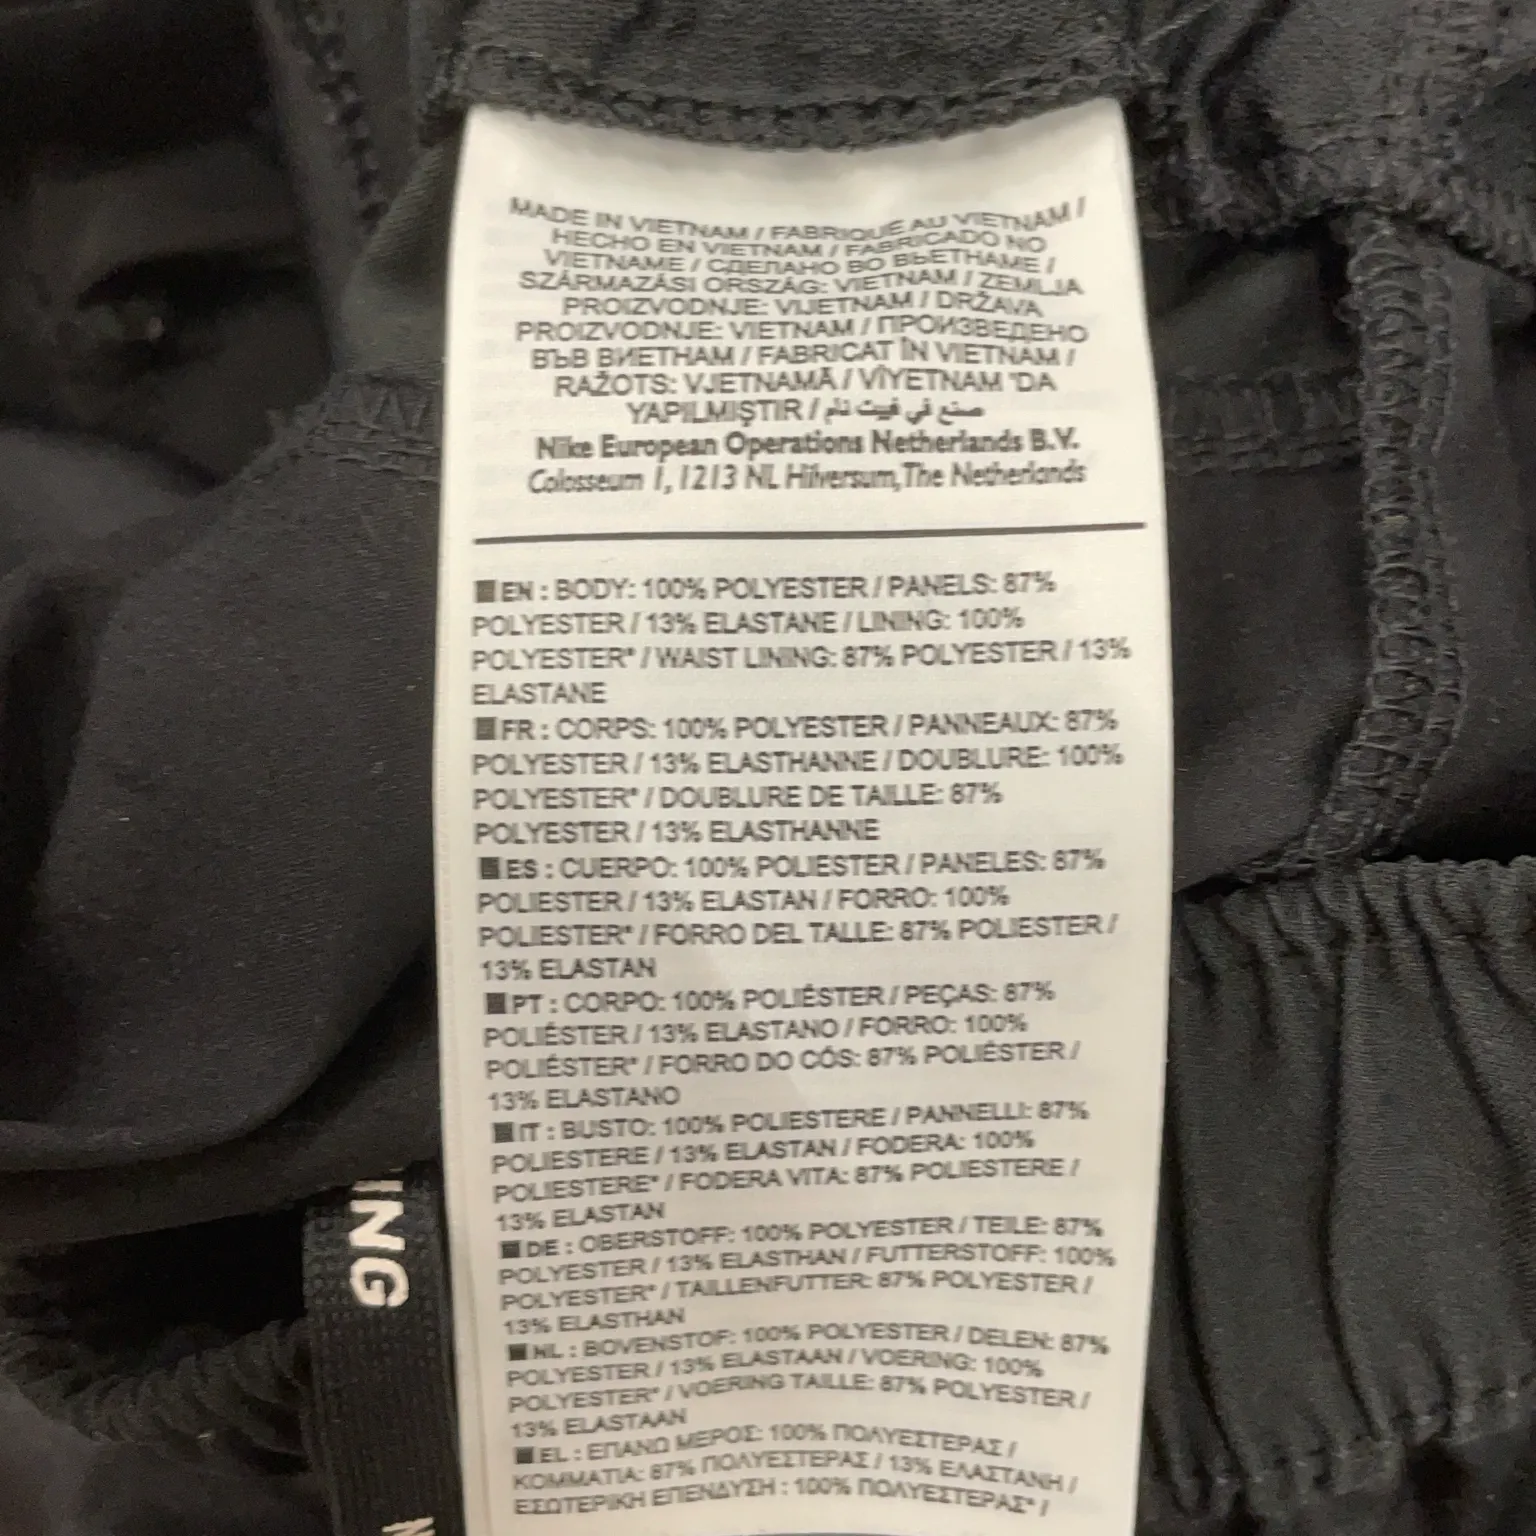 MADE IN VIETNAM / FABRIQUÉ AU VIETNAM /
HECHO EN VIETNAM / FABRICADO NO
VIETNAME / СДЕЛАНО ВО ВЬЕТНАМЕ /
SZÁRMAZÁSI ORSZÁG: VIETNAM / ZEMLJA
PROIZVODNJE: VIJETNAM / DRŽAVA
PROIZVODNJE: VIETNAM / ПРОИЗВЕДЕНО
ВЪВ ВИЕТНАМ / FABRICAT ÎN VIETNAM /
RAŽOTS: VJETNAMĀ / VİYETNAM 'DA
YAPILMIŞTIR / صنع في فييت نام
Nike European Operations Netherlands B.V.
Colosseum 1, 1213 NL Hilversum, The Netherlands
EN : BODY: 100% POLYESTER / PANELS: 87%
POLYESTER / 13% ELASTANE / LINING: 100%
POLYESTER* / WAIST LINING: 87% POLYESTER / 13%
ELASTANE
FR : CORPS: 100% POLYESTER / PANNEAUX: 87%
POLYESTER / 13% ELASTHANNE / DOUBLURE: 100%
POLYESTER* / DOUBLURE DE TAILLE: 87%
POLYESTER / 13% ELASTHANNE
ES : CUERPO: 100% POLIESTER / PANELES: 87%
POLIESTER / 13% ELASTAN / FORRO: 100%
POLIESTER* / FORRO DEL TALLE: 87% POLIESTER /
13% ELASTAN
PT : CORPO: 100% POLIÉSTER / PEÇAS: 87%
POLIÉSTER / 13% ELASTANO / FORRO: 100%
POLIÉSTER* / FORRO DO CÓS: 87% POLIÉSTER /
13% ELASTANO
IT : BUSTO: 100% POLIESTERE / PANNELLI: 87%
POLIESTERE / 13% ELASTAN / FODERA: 100%
POLIESTERE* / FODERA VITA: 87% POLIESTERE /
13% ELASTAN
DE : OBERSTOFF: 100% POLYESTER / TEILE: 87%
POLYESTER / 13% ELASTHAN / FUTTERSTOFF: 100%
POLYESTER* / TAILLENFUTTER: 87% POLYESTER /
13% ELASTHAN
NL : BOVENSTOF: 100% POLYESTER / DELEN: 87%
POLYESTER / 13% ELASTAAN / VOERING: 100%
POLYESTER* / VOERING TAILLE: 87% POLYESTER /
13% ELASTAAN
EL : ΕΠΑΝΩ ΜΕΡΟΣ: 100% ΠΟΛΥΕΣΤΕΡΑΣ /
ΚΟΜΜΑΤΙΑ: 87% ΠΟΛΥΕΣΤΕΡΑΣ / 13% ΕΛΑΣΤΑΝΗ /
ΕΣΩΤΕΡΙΚΗ ΕΠΕΝΔΥΣΗ : 100% ΠΟΛΥΕΣΤΕΡΑΣ* /
ING